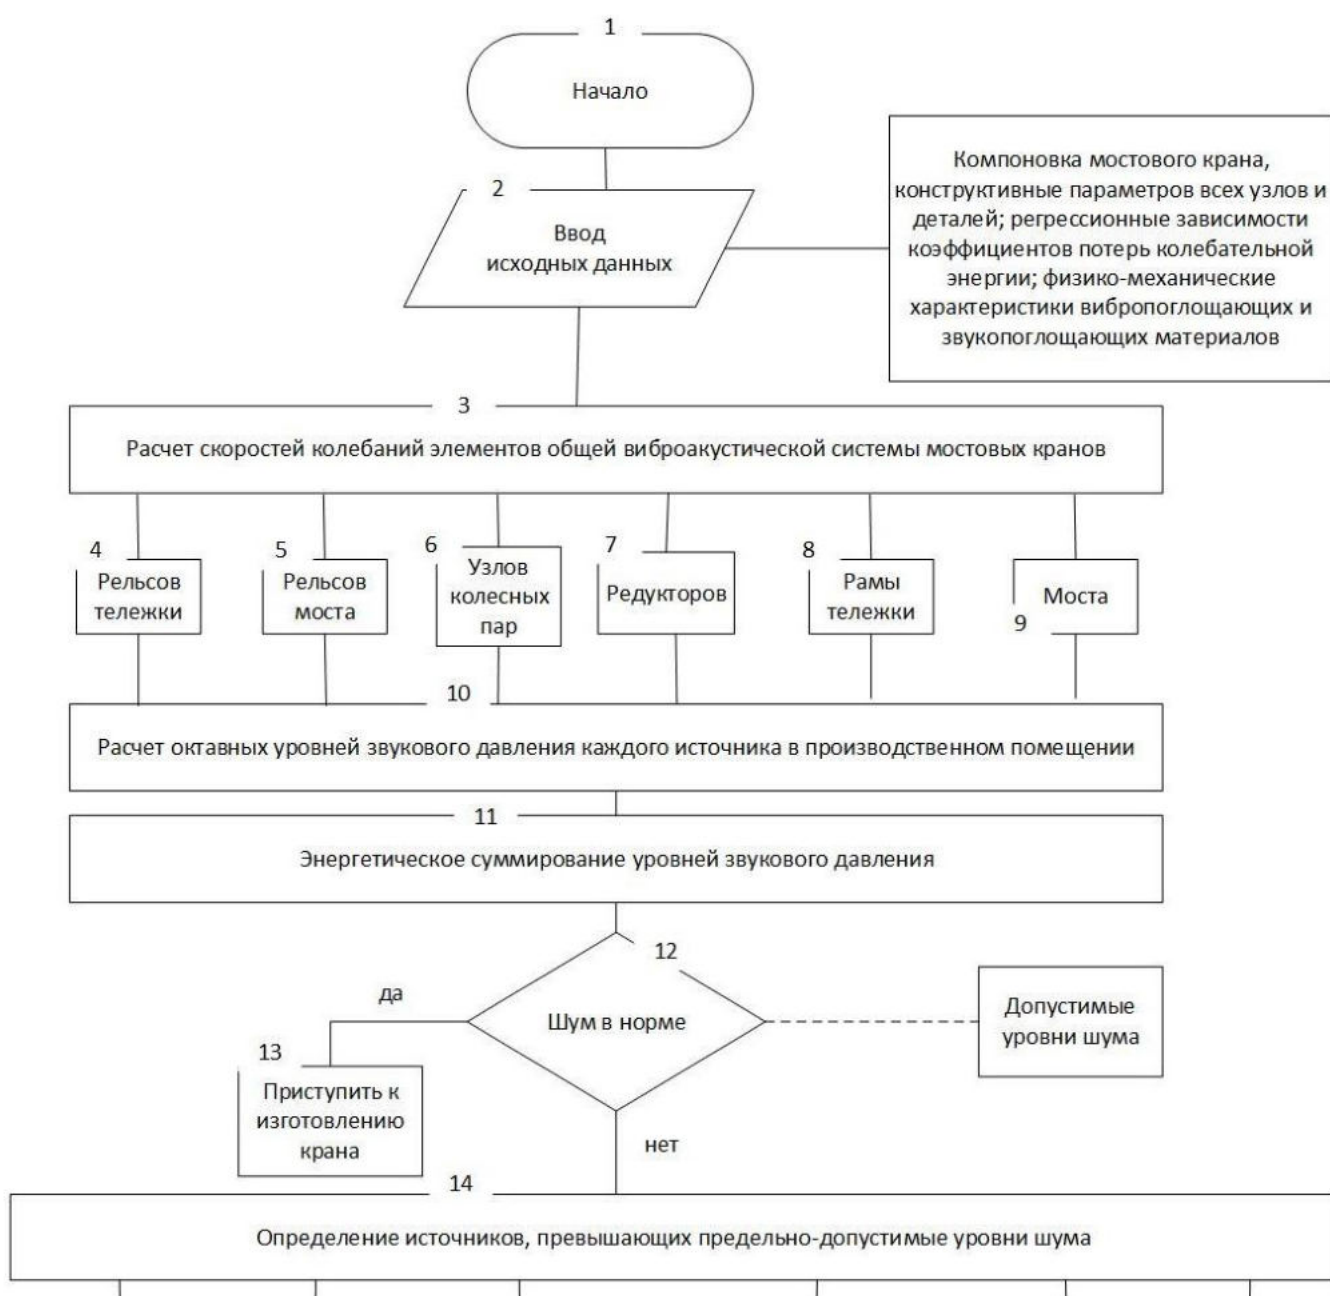 1
Начало
2
Ввод
исходных данных
Компоновка мостового крана,
конструктивные параметров всех узлов и
деталей; регрессионные зависимости
коэффициентов потерь колебательной
энергии; физико-механические
характеристики вибропоглощающих и
звукопоглощающих материалов
3
Расчет скоростей колебаний элементов общей виброакустической системы мостовых кранов
4
Рельсов
тележки
5
Рельсов
моста
6
Узлов
колесных
пар
7
Редукторов
8
Рамы
тележки
9
Моста
10
Расчет октавных уровней звукового давления каждого источника в производственном помещении
11
Энергетическое суммирование уровней звукового давления
12
Шум в норме
Допустимые
уровни шума
да
13
Приступить к
изготовлению
крана
нет
14
Определение источников, превышающих предельно-допустимые уровни шума